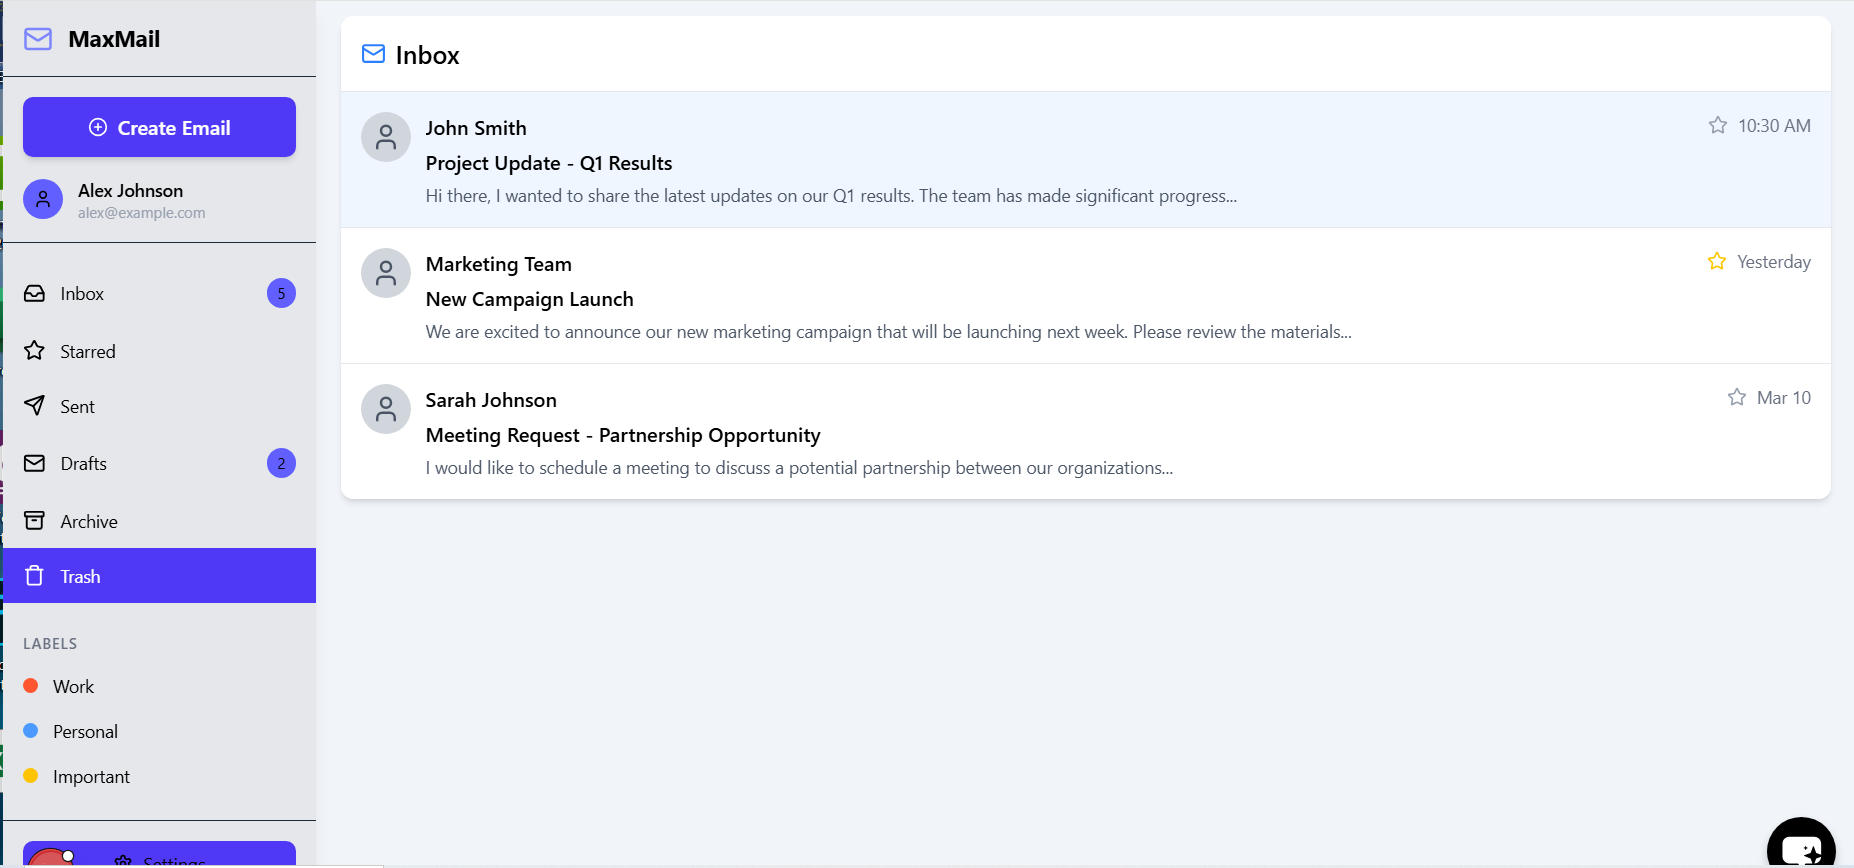 MaxMail
Create Email
Alex Johnson
alex@example.com
Inbox 5
Starred
Sent
Drafts 2
Archive
Trash
LABELS
Work
Personal
Important
Settings
Inbox
John Smith 10:30 AM
Project Update - Q1 Results
Hi there, I wanted to share the latest updates on our Q1 results. The team has made significant progress...
Marketing Team Yesterday
New Campaign Launch
We are excited to announce our new marketing campaign that will be launching next week. Please review the materials...
Sarah Johnson Mar 10
Meeting Request - Partnership Opportunity
I would like to schedule a meeting to discuss a potential partnership between our organizations...